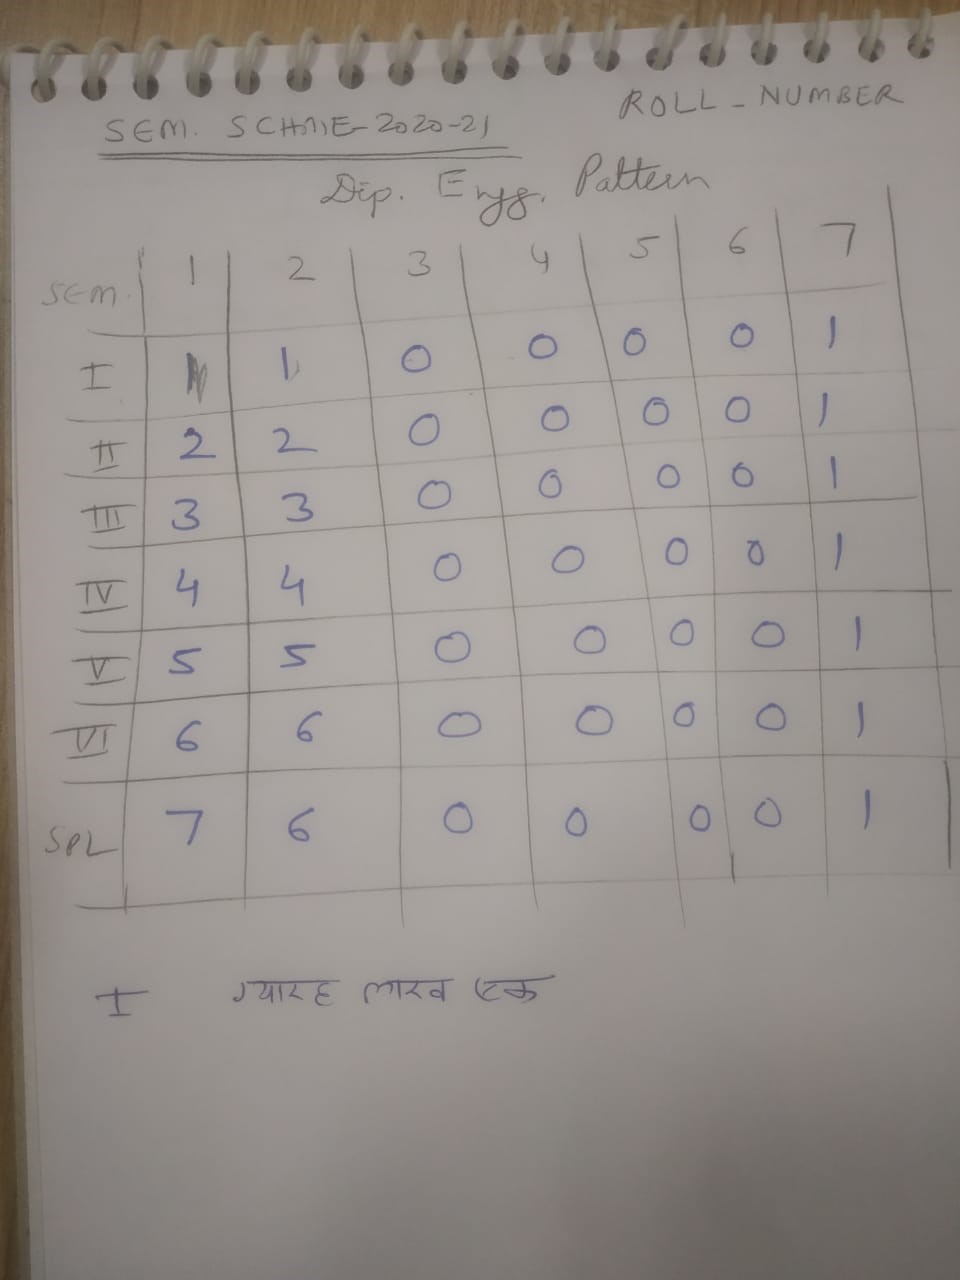 ROLL - NUMBER
SEM. SCHME-2020-21
Dip. Engg. Pattern
SEM. 1 2 3 4 5 6 7
I 1 1 0 0 0 0 1
II 2 2 0 0 0 0 1
III 3 3 0 0 0 0 1
IV 4 4 0 0 0 0 1
V 5 5 0 0 0 0 1
VI 6 6 0 0 0 0 1
SPL 7 6 0 0 0 0 1
I ग्यारह लाख एक